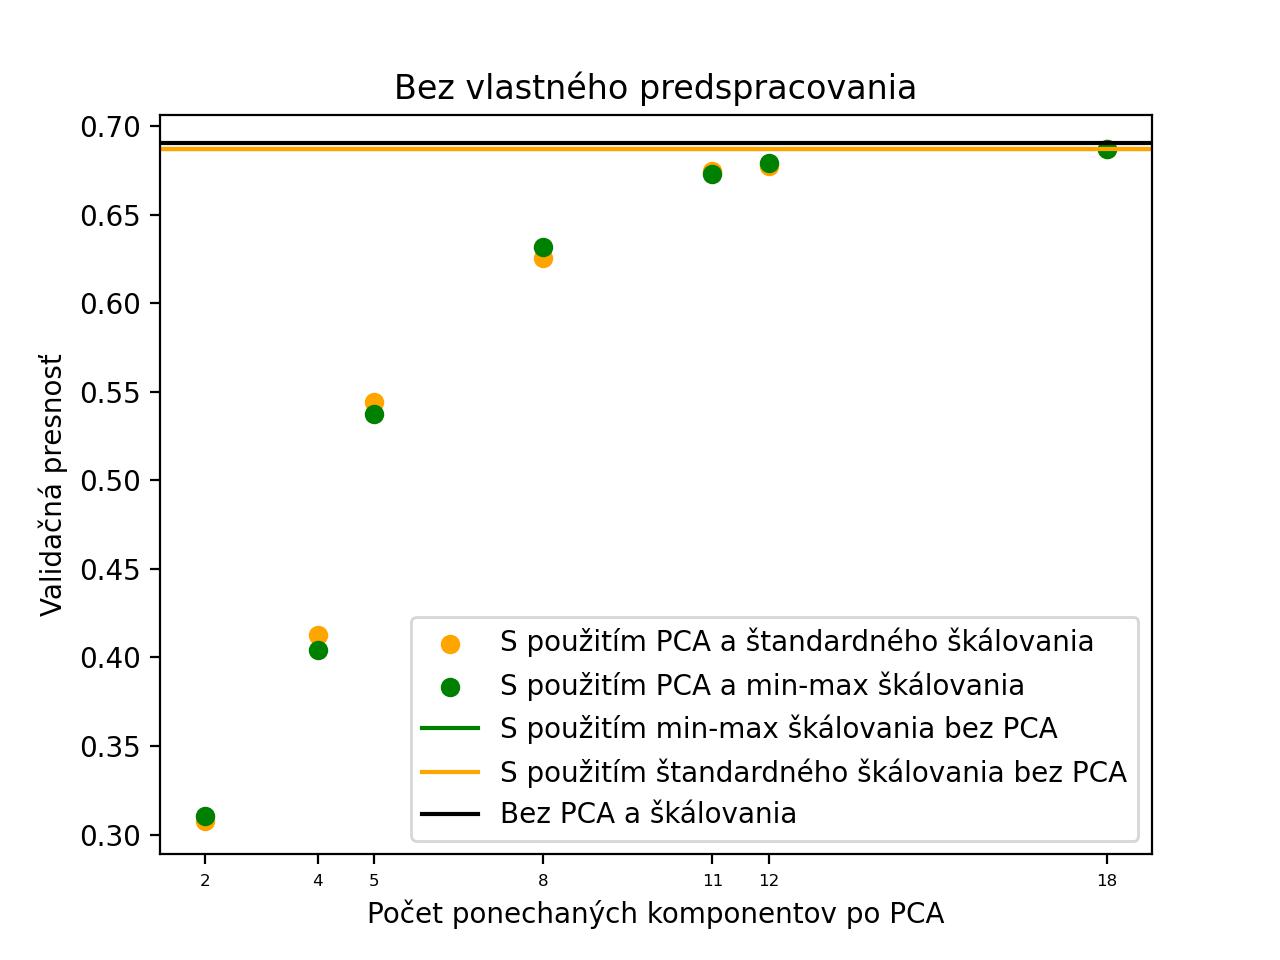 Bez vlastného predspracovania
0.70
0.65
0.60
0.55
0.50
0.45
0.40
0.35
0.30
Validačná presnosť
S použitím PCA a štandardného škálovania
S použitím PCA a min-max škálovania
S použitím min-max škálovania bez PCA
S použitím štandardného škálovania bez PCA
Bez PCA a škálovania
2 4 5 8 11 12 18
Počet ponechaných komponentov po PCA